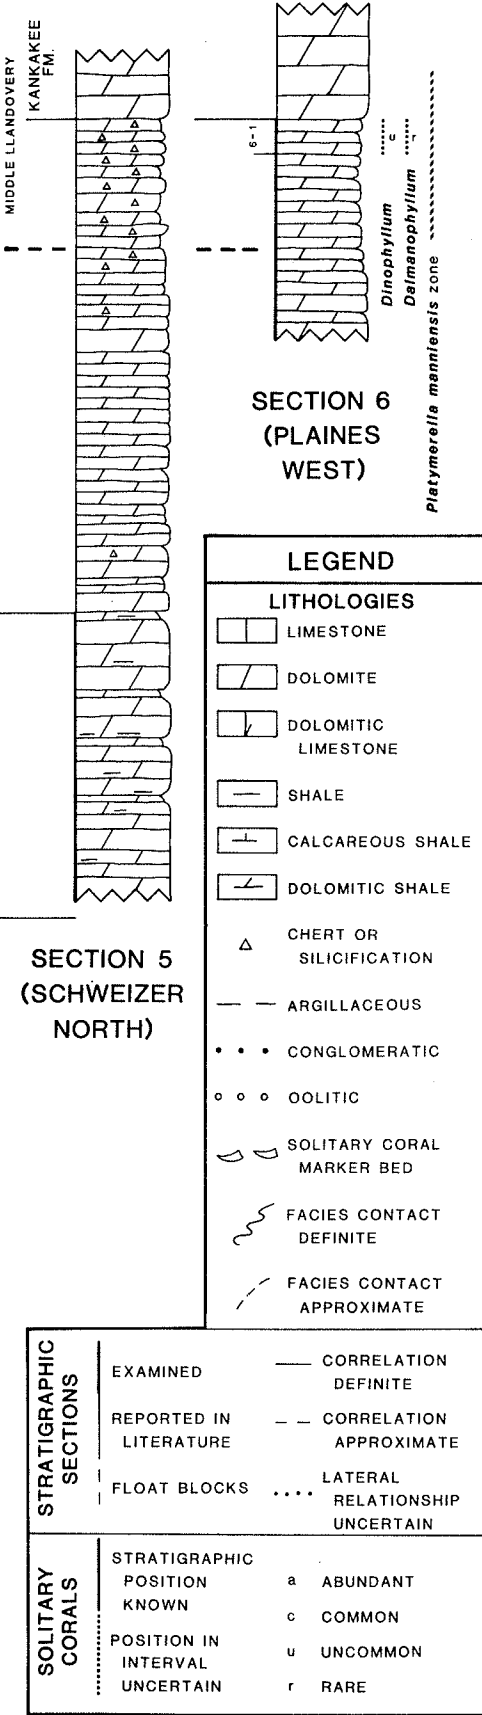 MIDDLE LLANDOVERY
KANKAKEE
FM.
6-1
u
r
Dinophyllum
Dalmanophyllum
Platymerella manniensis zone
SECTION 6
(PLAINES
WEST)
SECTION 5
(SCHWEIZER
NORTH)
LEGEND
LITHOLOGIES
LIMESTONE
DOLOMITE
DOLOMITIC
LIMESTONE
SHALE
CALCAREOUS SHALE
DOLOMITIC SHALE
CHERT OR
SILICIFICATION
ARGILLACEOUS
CONGLOMERATIC
OOLITIC
SOLITARY CORAL
MARKER BED
FACIES CONTACT
DEFINITE
FACIES CONTACT
APPROXIMATE
STRATIGRAPHIC
SECTIONS
EXAMINED
REPORTED IN
LITERATURE
FLOAT BLOCKS
CORRELATION
DEFINITE
CORRELATION
APPROXIMATE
LATERAL
RELATIONSHIP
UNCERTAIN
SOLITARY
CORALS
STRATIGRAPHIC
POSITION
KNOWN
POSITION IN
INTERVAL
UNCERTAIN
a ABUNDANT
c COMMON
u UNCOMMON
r RARE